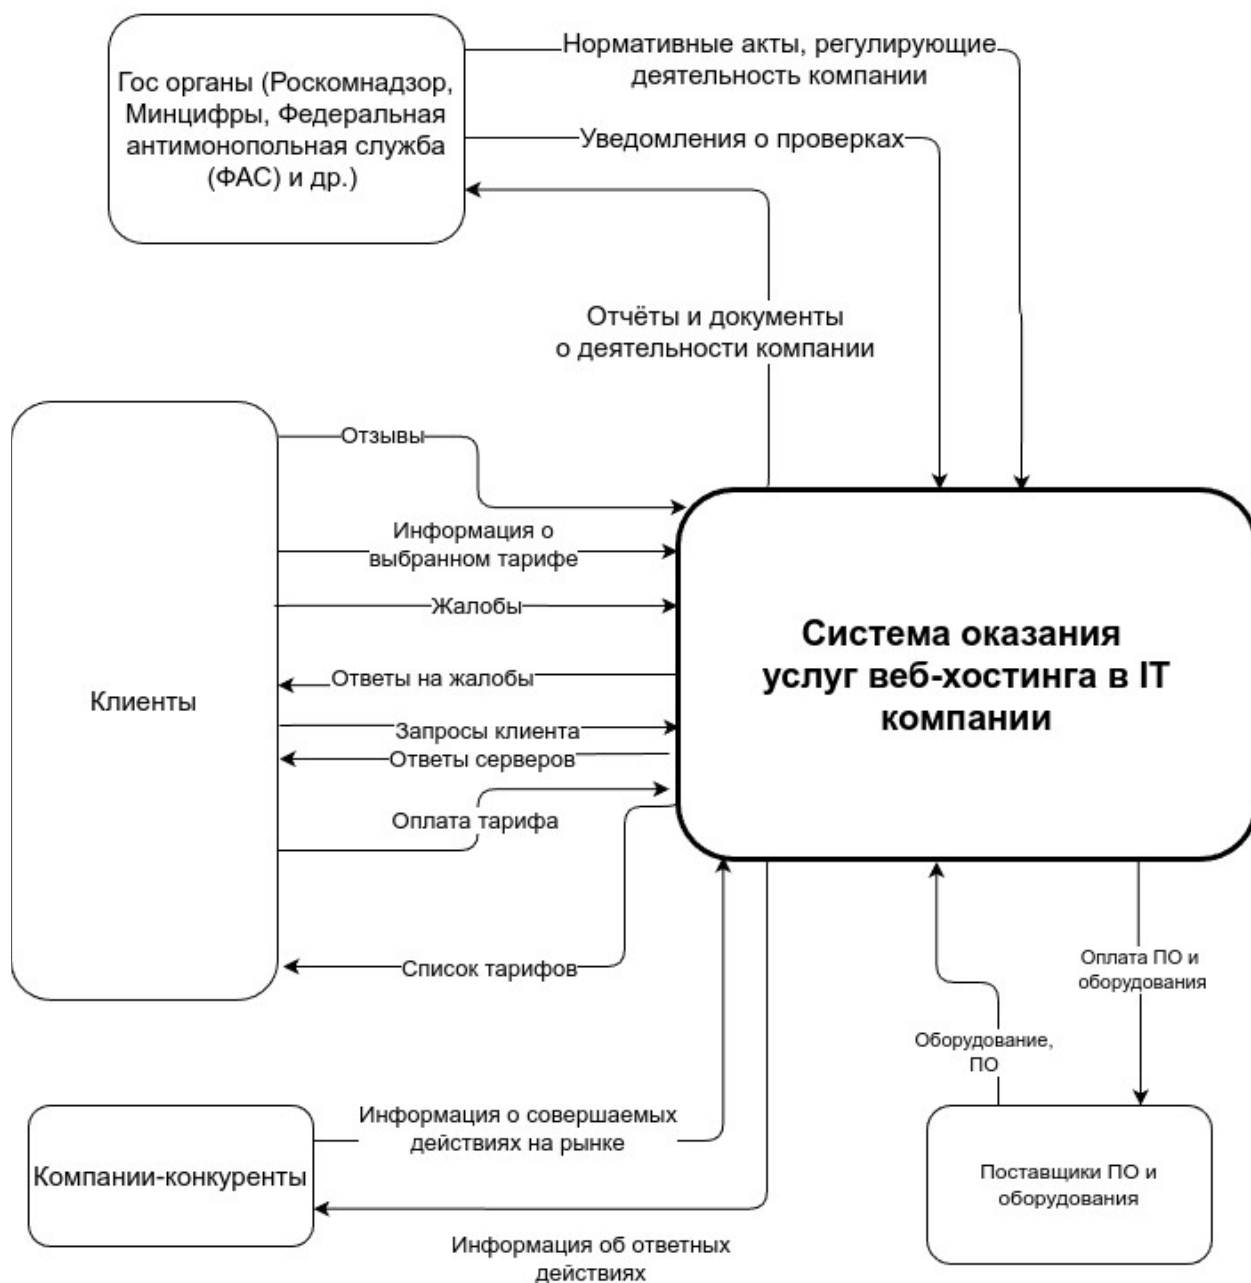 Гос органы (Роскомнадзор,
Минцифры, Федеральная
антимонопольная служба
(ФАС) и др.)
Нормативные акты, регулирующие
деятельность компании
Уведомления о проверках
Отчёты и документы
о деятельности компании
Клиенты
Отзывы
Информация о
выбранном тарифе
Жалобы
Ответы на жалобы
Запросы клиента
Ответы серверов
Оплата тарифа
Список тарифов
Система оказания
услуг веб-хостинга в IT
компании
Оплата ПО и
оборудования
Оборудование,
ПО
Компании-конкуренты
Информация о совершаемых
действиях на рынке
Информация об ответных
действиях
Поставщики ПО и
оборудования